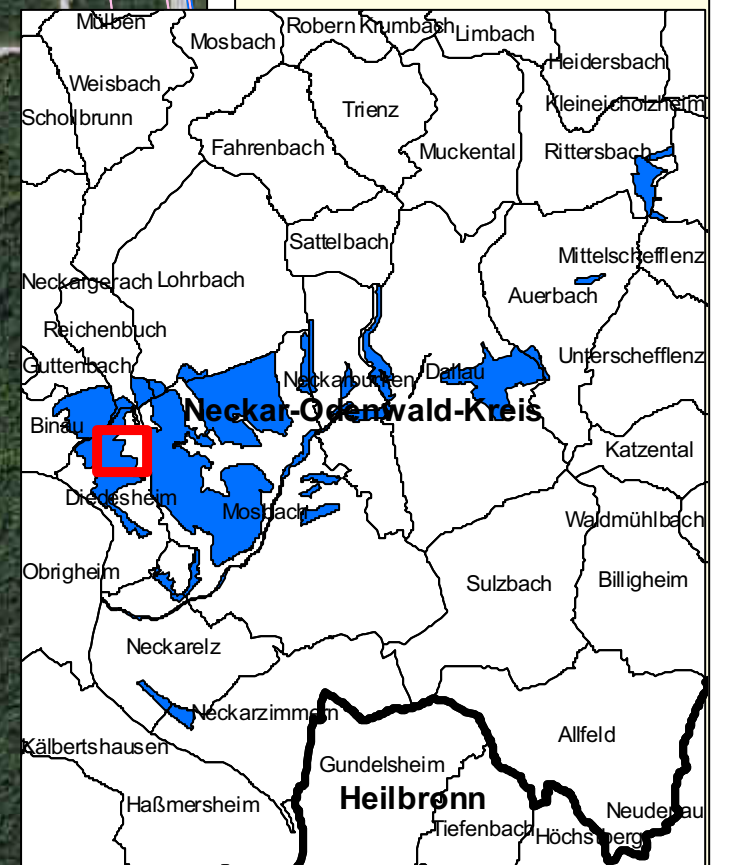 Mülben
Mosbach
Robern
Krumbach
Limbach
Heidersbach
Weisbach
Trienz
Kleineicholzheim
Schollbrunn
Fahrenbach
Muckental
Rittersbach
Sattelbach
Mittelschefflenz
Neckargerach
Lohrbach
Auerbach
Reichenbuch
Guttenbach
Neckarburken
Dallau
Unterschefflenz
Neckar-Odenwald-Kreis
Binau
Katzental
Diedesheim
Mosbach
Waldmühlbach
Obrigheim
Sulzbach
Billigheim
Neckarelz
Neckarzimmern
Kälbertshausen
Allfeld
Gundelsheim
Haßmersheim
Heilbronn
Neudenau
Tiefenbach
Höchstberg